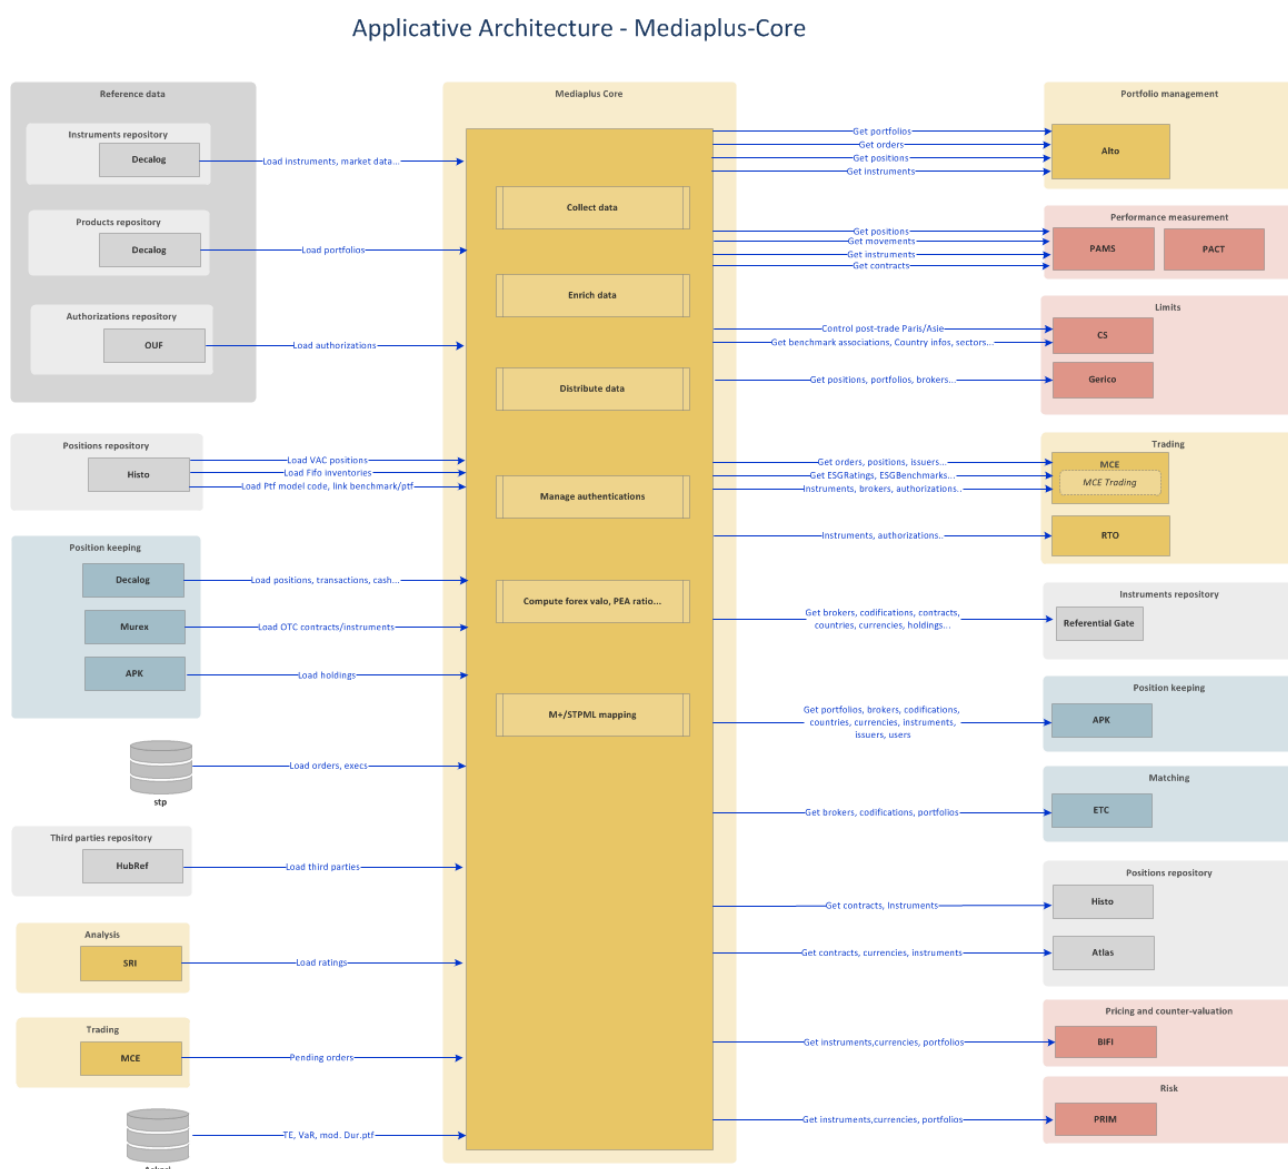 Applicative Architecture - Mediaplus-Core
Reference data
Instruments repository
Decalog
Load instruments, market data...
Products repository
Decalog
Load portfolios
Authorizations repository
OUF
Load authorizations
Positions repository
Histo
Load VAC positions
Load Fifo inventories
Load Ptf model code, link benchmark/ptf
Position keeping
Decalog
Load positions, transactions, cash...
Murex
Load OTC contracts/instruments
APK
Load holdings
stp
Load orders, execs
Third parties repository
HubRef
Load third parties
Analysis
SRI
Load ratings
Trading
MCE
Pending orders
TE, VaR, mod. Dur.ptf
Mediaplus Core
Collect data
Enrich data
Distribute data
Manage authentications
Compute forex valo, PEA ratio...
M+/STPML mapping
Portfolio management
Get portfolios
Get orders
Get positions
Get instruments
Alto
Performance measurement
Get positions
Get movements
Get instruments
Get contracts
PAMS
PACT
Limits
Control post-trade Paris/Asie
Get benchmark associations, Country infos, sectors...
CS
Get positions, portfolios, brokers...
Gerico
Trading
Get orders, positions, issuers...
Get ESGRatings, ESGBenchmarks...
Instruments, brokers, authorizations..
MCE
MCE Trading
Instruments, authorizations..
RTO
Instruments repository
Get brokers, codifications, contracts,
countries, currencies, holdings...
Referential Gate
Position keeping
Get portfolios, brokers, codifications,
countries, currencies, instruments,
issuers, users
APK
Matching
Get brokers, codifications, portfolios
ETC
Positions repository
Get contracts, Instruments
Histo
Get contracts, currencies, instruments
Atlas
Pricing and counter-valuation
Get instruments,currencies, portfolios
BIFI
Risk
Get instruments,currencies, portfolios
PRIM